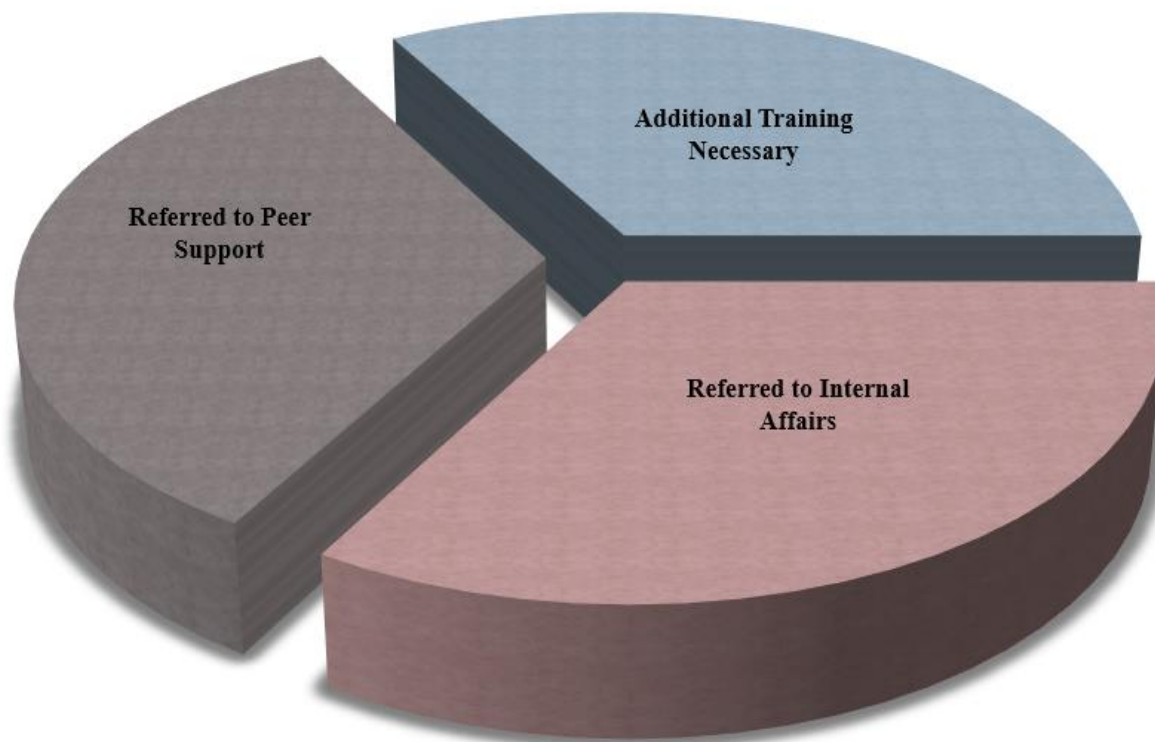 Additional Training
Necessary
Referred to Peer
Support
Referred to Internal
Affairs